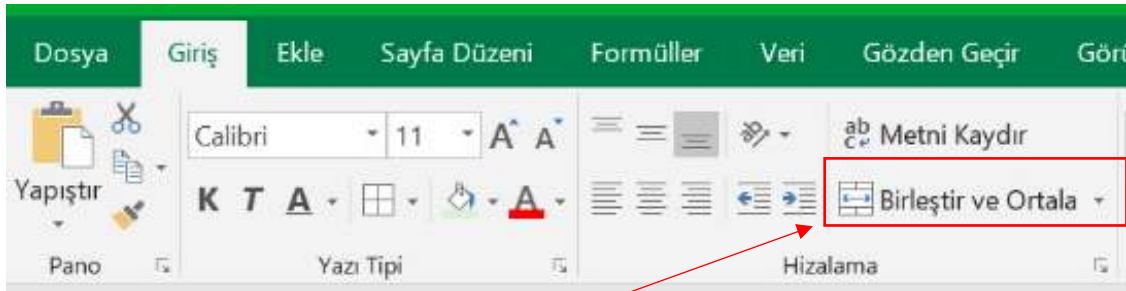 Dosya Giriş Ekle Sayfa Düzeni Formüller Veri Gözden Geçir
Calibri 11 A A ab c Metni Kaydır
Yapıştır K T A A Birleştir ve Ortala
Pano Yazı Tipi Hizalama